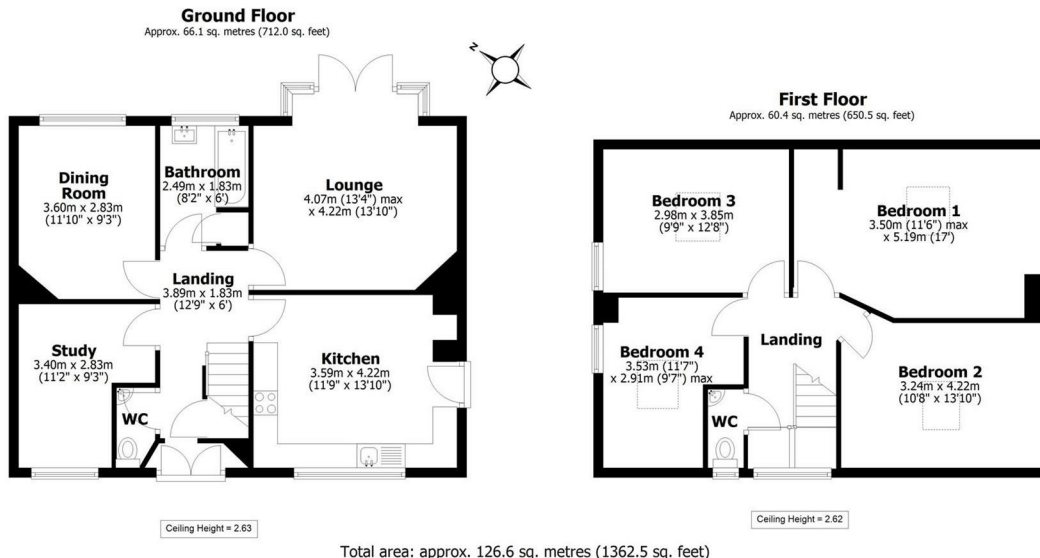 Ground Floor
Approx. 66.1 sq. metres (712.0 sq. feet)
N
Dining
Room
3.60m x 2.83m
(11'10" x 9'3")
Bathroom
2.49m x 1.83m
(8'2" x 6')
Lounge
4.07m (13'4") max
x 4.22m (13'10")
Landing
3.89m x 1.83m
(12'9" x 6')
Study
3.40m x 2.83m
(11'2" x 9'3")
Kitchen
3.59m x 4.22m
(11'9" x 13'10")
WC
Ceiling Height = 2.63
First Floor
Approx. 60.4 sq. metres (650.5 sq. feet)
Bedroom 3
2.98m x 3.85m
(9'9" x 12'8")
Bedroom 1
3.50m (11'6") max
x 5.19m (17')
Landing
Bedroom 4
3.53m (11'7")
x 2.91m (9'7") max
Bedroom 2
3.24m x 4.22m
(10'8" x 13'10")
WC
Ceiling Height = 2.62
Total area: approx. 126.6 sq. metres (1362.5 sq. feet)